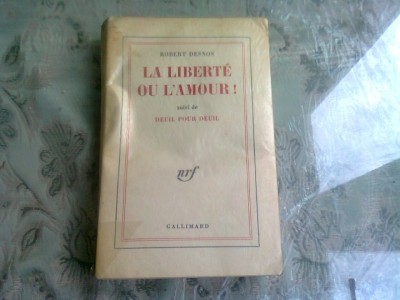 ROBERT DESNOS
LA LIBERTÉ
OU L'AMOUR !
suivi de
DEUIL POUR DEUIL
nrf
GALLIMARD